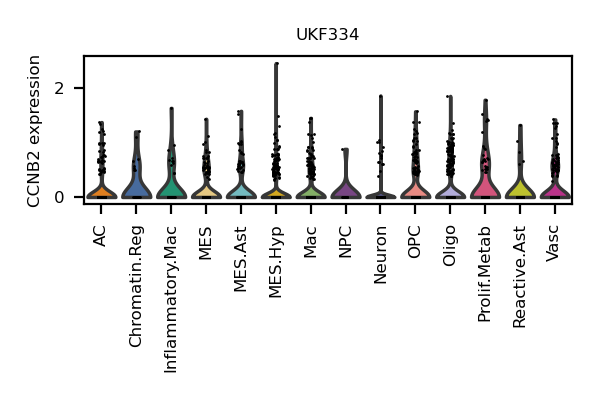 UKF334
CCNB2 expression
2
0
AC
Chromatin.Reg
Inflammatory.Mac
MES
MES.Ast
MES.Hyp
Mac
NPC
Neuron
OPC
Oligo
Prolif.Metab
Reactive.Ast
Vasc